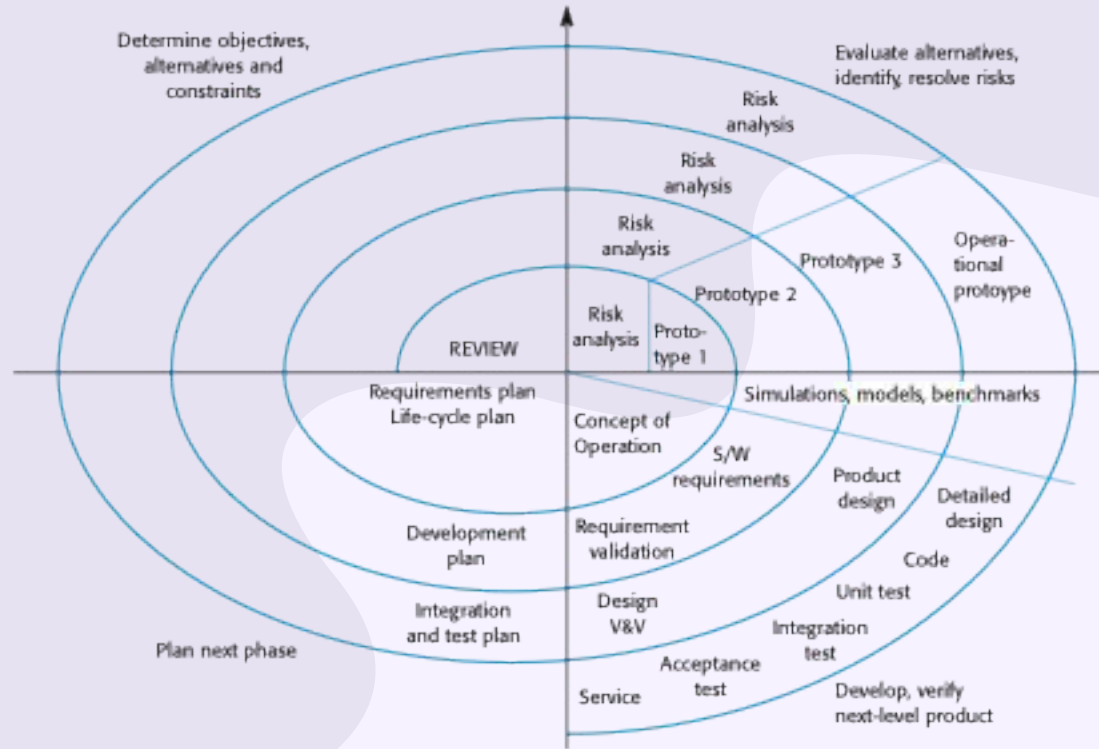 Determine objectives,
alternatives and
constraints
Evaluate alternatives,
identify, resolve risks
Risk
analysis
Risk
analysis
Risk
analysis
Risk
analysis
Proto-
type 1
Prototype 2
Prototype 3
Opera-
tional
protoype
REVIEW
Requirements plan
Life-cycle plan
Simulations, models, benchmarks
Concept of
Operation
S/W
requirements
Product
design
Detailed
design
Development
plan
Requirement
validation
Code
Unit test
Integration
and test plan
Design
V&V
Integration
test
Plan next phase
Acceptance
test
Service
Develop, verify
next-level product